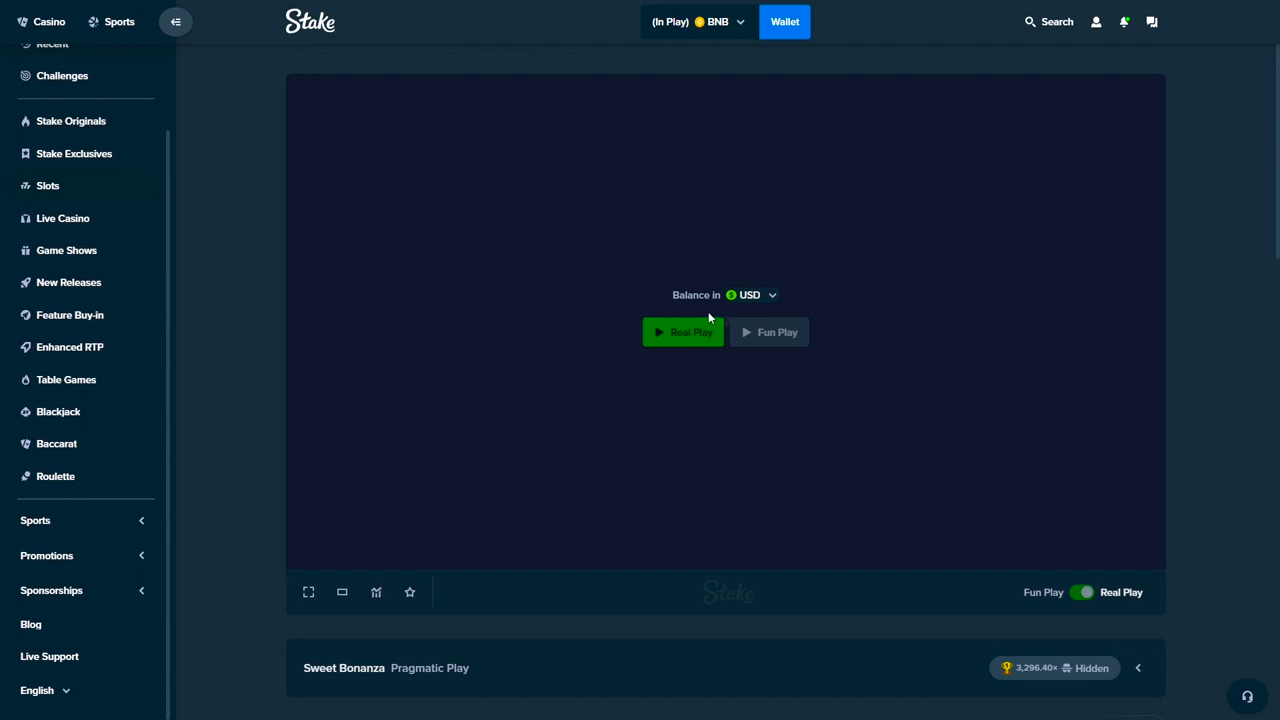 Casino
Sports
Stake
(In Play) BNB
Wallet
Search
Recent
Challenges
Stake Originals
Stake Exclusives
Slots
Live Casino
Game Shows
New Releases
Feature Buy-in
Enhanced RTP
Table Games
Blackjack
Baccarat
Roulette
Sports
Promotions
Sponsorships
Blog
Live Support
English
Balance in USD
Real Play
Fun Play
Stake
Fun Play
Real Play
Sweet Bonanza Pragmatic Play
3,296.40× Hidden